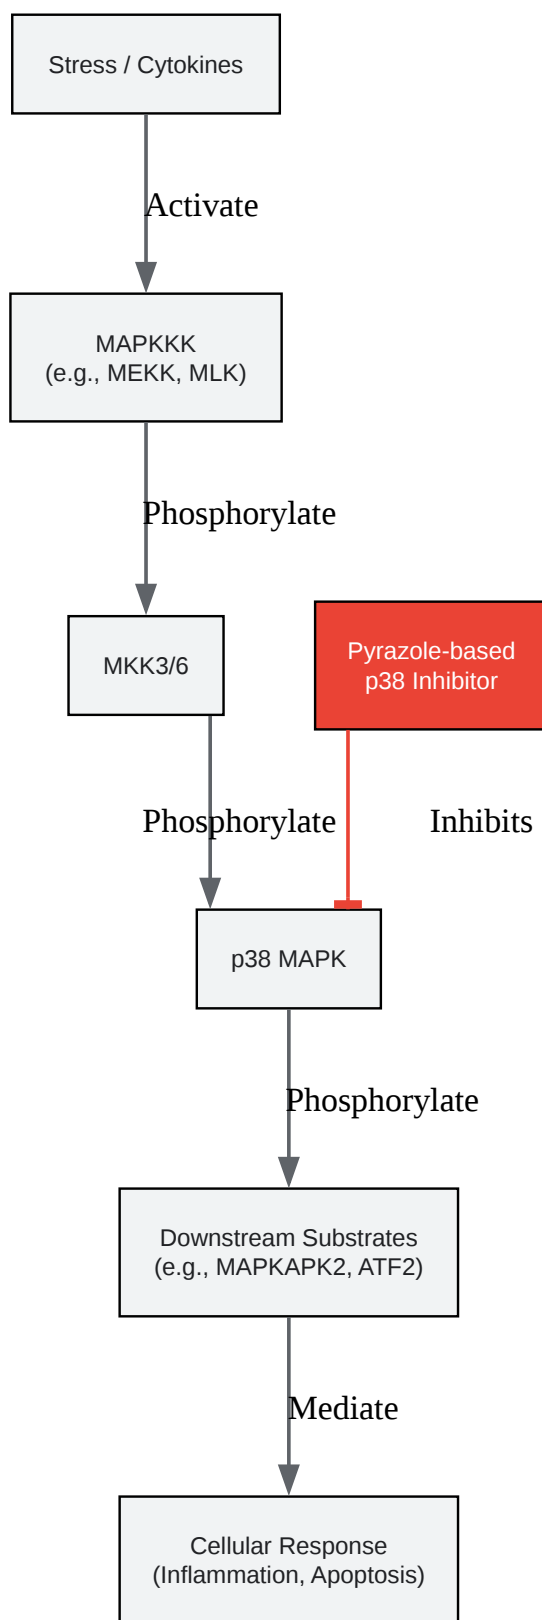 Stress / Cytokines
Activate
MAPKKK
(e.g., MEKK, MLK)
Phosphorylate
MKK3/6
Pyrazole-based
p38 Inhibitor
Phosphorylate
Inhibits
p38 MAPK
Phosphorylate
Downstream Substrates
(e.g., MAPKAPK2, ATF2)
Mediate
Cellular Response
(Inflammation, Apoptosis)